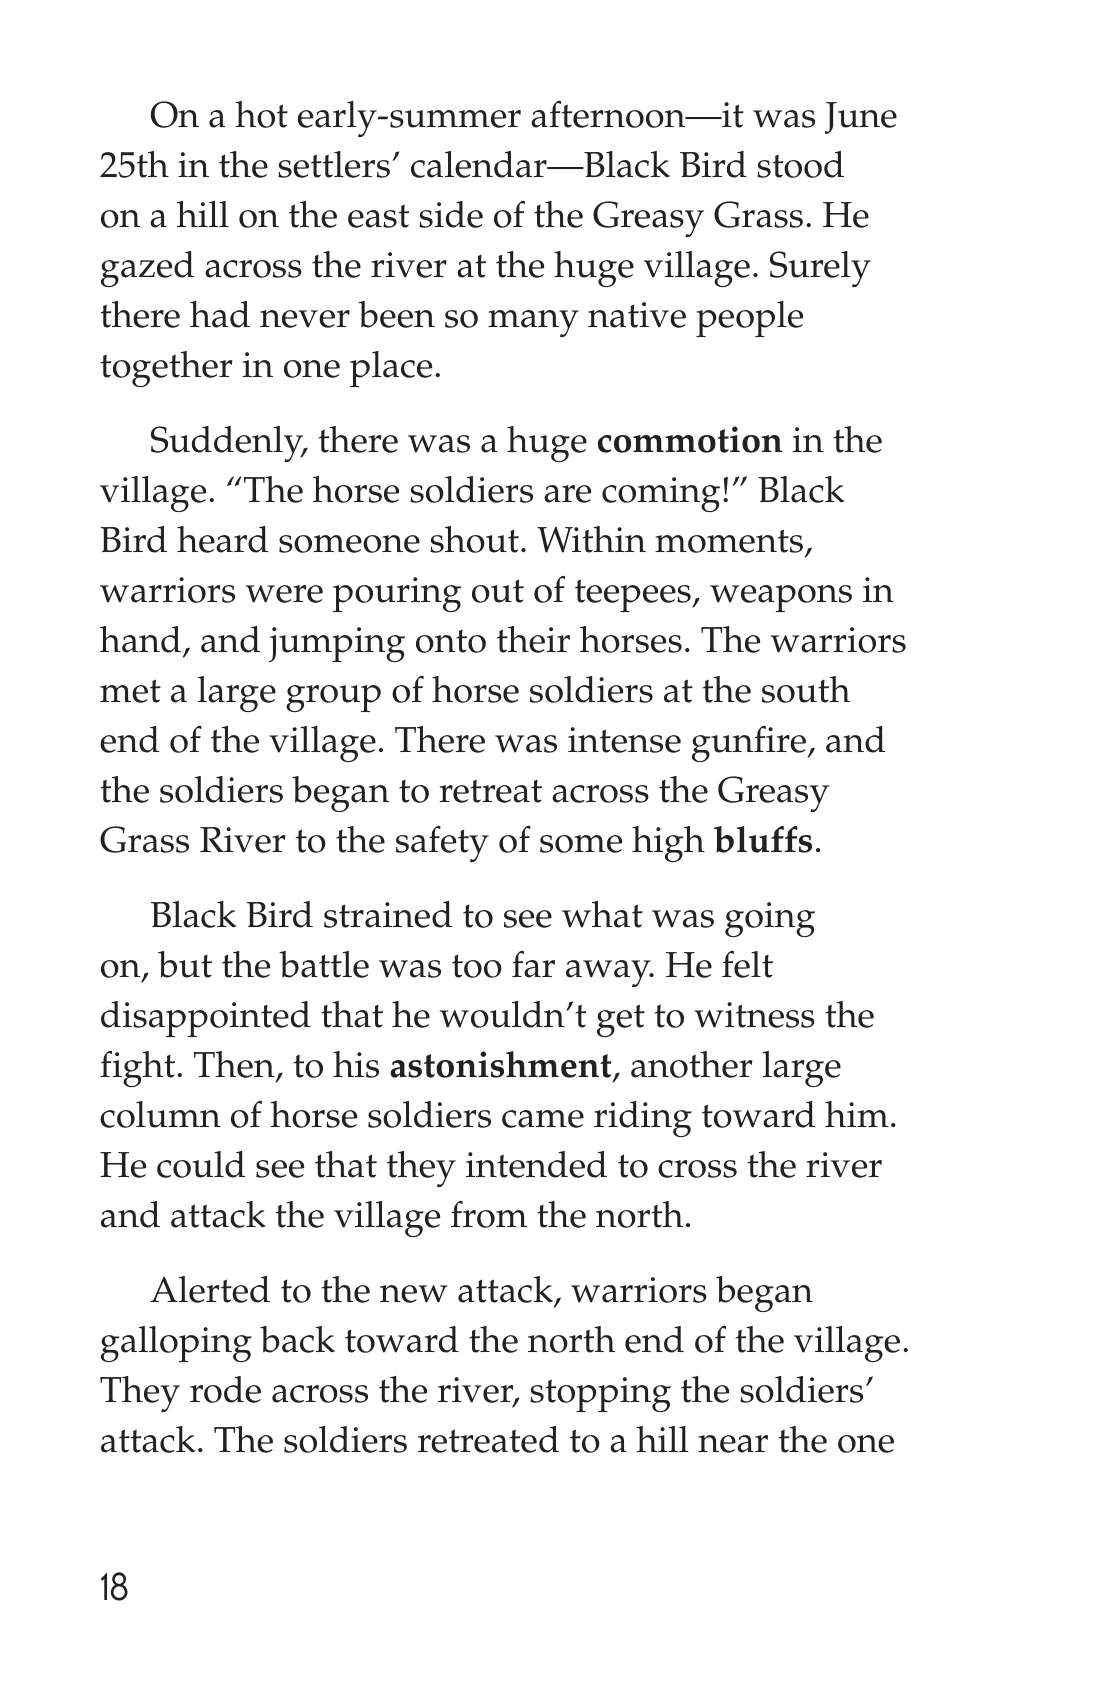 On a hot early-summer afternoon—it was June
25th in the settlers’ calendar—Black Bird stood
on a hill on the east side of the Greasy Grass. He
gazed across the river at the huge village. Surely
there had never been so many native people
together in one place.
Suddenly, there was a huge commotion in the
village. “The horse soldiers are coming!” Black
Bird heard someone shout. Within moments,
warriors were pouring out of teepees, weapons in
hand, and jumping onto their horses. The warriors
met a large group of horse soldiers at the south
end of the village. There was intense gunfire, and
the soldiers began to retreat across the Greasy
Grass River to the safety of some high bluffs.
Black Bird strained to see what was going
on, but the battle was too far away. He felt
disappointed that he wouldn’t get to witness the
fight. Then, to his astonishment, another large
column of horse soldiers came riding toward him.
He could see that they intended to cross the river
and attack the village from the north.
Alerted to the new attack, warriors began
galloping back toward the north end of the village.
They rode across the river, stopping the soldiers’
attack. The soldiers retreated to a hill near the one
18